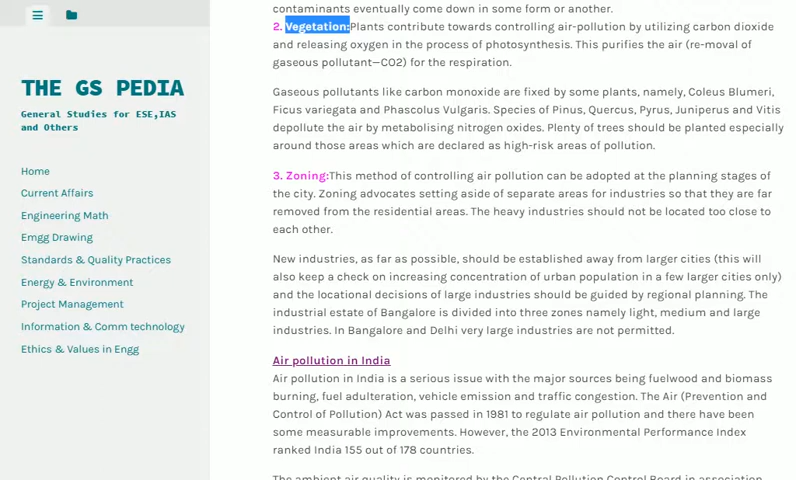 THE GS PEDIA
General Studies for ESE,IAS
and Others
Home
Current Affairs
Engineering Math
Emgg Drawing
Standards & Quality Practices
Energy & Environment
Project Management
Information & Comm technology
Ethics & Values in Engg
contaminants eventually come down in some form or another.
2. Vegetation:Plants contribute towards controlling air-pollution by utilizing carbon dioxide
and releasing oxygen in the process of photosynthesis. This purifies the air (re-moval of
gaseous pollutant—CO2) for the respiration.
Gaseous pollutants like carbon monoxide are fixed by some plants, namely, Coleus Blumeri,
Ficus variegata and Phascolus Vulgaris. Species of Pinus, Quercus, Pyrus, Juniperus and Vitis
depollute the air by metabolising nitrogen oxides. Plenty of trees should be planted especially
around those areas which are declared as high-risk areas of pollution.
3. Zoning:This method of controlling air pollution can be adopted at the planning stages of
the city. Zoning advocates setting aside of separate areas for industries so that they are far
removed from the residential areas. The heavy industries should not be located too close to
each other.
New industries, as far as possible, should be established away from larger cities (this will
also keep a check on increasing concentration of urban population in a few larger cities only)
and the locational decisions of large industries should be guided by regional planning. The
industrial estate of Bangalore is divided into three zones namely light, medium and large
industries. In Bangalore and Delhi very large industries are not permitted.
Air pollution in India
Air pollution in India is a serious issue with the major sources being fuelwood and biomass
burning, fuel adulteration, vehicle emission and traffic congestion. The Air (Prevention and
Control of Pollution) Act was passed in 1981 to regulate air pollution and there have been
some measurable improvements. However, the 2013 Environmental Performance Index
ranked India 155 out of 178 countries.
The ambient air quality is monitored by the Central Pollution Control Board in association